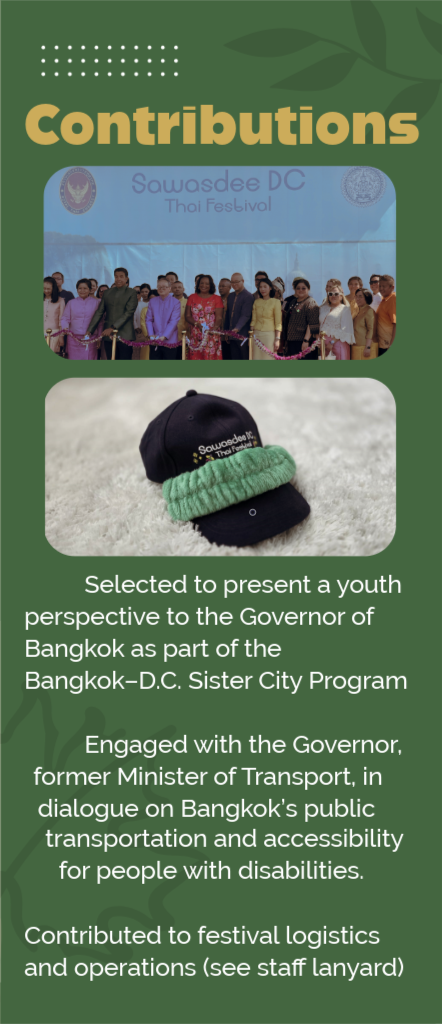 Contributions
Sawasdee DC
Thai Festival
Sawasdee DC
Thai Festival
Selected to present a youth
perspective to the Governor of
Bangkok as part of the
Bangkok–D.C. Sister City Program
Engaged with the Governor,
former Minister of Transport, in
dialogue on Bangkok’s public
transportation and accessibility
for people with disabilities.
Contributed to festival logistics
and operations (see staff lanyard)